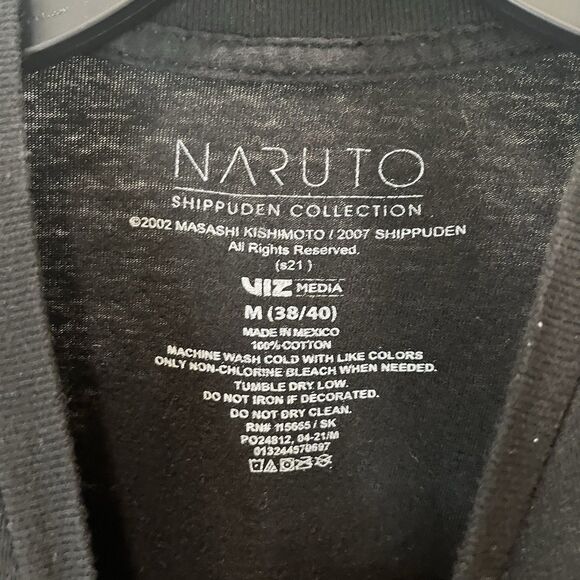 NARUTO
SHIPPUDEN COLLECTION
©2002 MASASHI KISHIMOTO / 2007 SHIPPUDEN
All Rights Reserved.
(s21)
VIZ MEDIA
M (38/40)
MADE IN MEXICO
100% COTTON
MACHINE WASH COLD WITH LIKE COLORS
ONLY NON-CHLORINE BLEACH WHEN NEEDED.
TUMBLE DRY LOW.
DO NOT IRON IF DECORATED.
DO NOT DRY CLEAN.
RN# 115655 / SK
PO24812, 04-21/M
013244570697